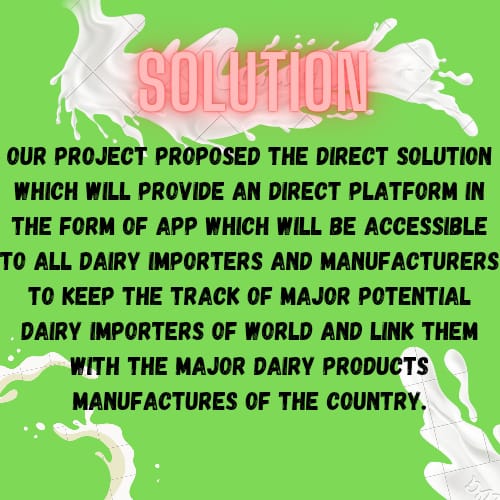 SOLUTION
OUR PROJECT PROPOSED THE DIRECT SOLUTION
WHICH WILL PROVIDE AN DIRECT PLATFORM IN
THE FORM OF APP WHICH WILL BE ACCESSIBLE
TO ALL DAIRY IMPORTERS AND MANUFACTURERS
TO KEEP THE TRACK OF MAJOR POTENTIAL
DAIRY IMPORTERS OF WORLD AND LINK THEM
WITH THE MAJOR DAIRY PRODUCTS
MANUFACTURES OF THE COUNTRY.